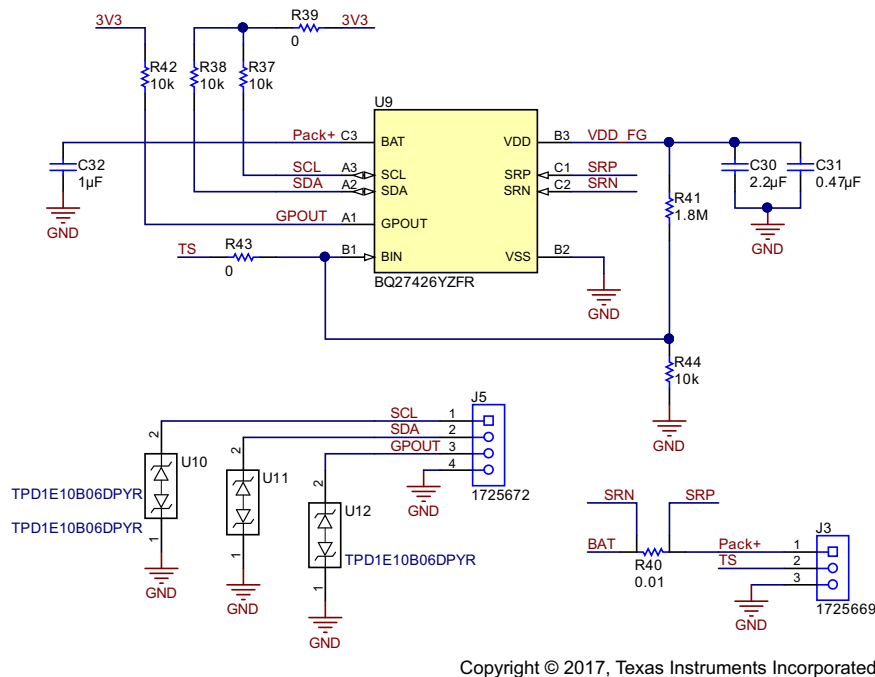 R39
3V3
0
3V3
R42
10k
R38
10k
R37
10k
U9
Pack+
C3
BAT
VDD
B3
VDD_FG
C32
1µF
SCL
A3
SCL
SRP
C1
SRP
SDA
A2
SDA
SRN
C2
SRN
C30
2.2µF
C31
0.47µF
R41
1.8M
GND
GPOUT
A1
GPOUT
GND
TS
R43
0
B1
BIN
VSS
B2
BQ27426YZFR
GND
R44
10k
GND
J5
SCL
1
SDA
2
GPOUT
3
4
1725672
GND
2
U10
TPD1E10B06DPYR
1
GND
2
U11
TPD1E10B06DPYR
1
GND
2
U12
TPD1E10B06DPYR
1
GND
SRN
SRP
J3
BAT
R40
0.01
Pack+
1
TS
2
3
1725669
GND
Copyright © 2017, Texas Instruments Incorporated